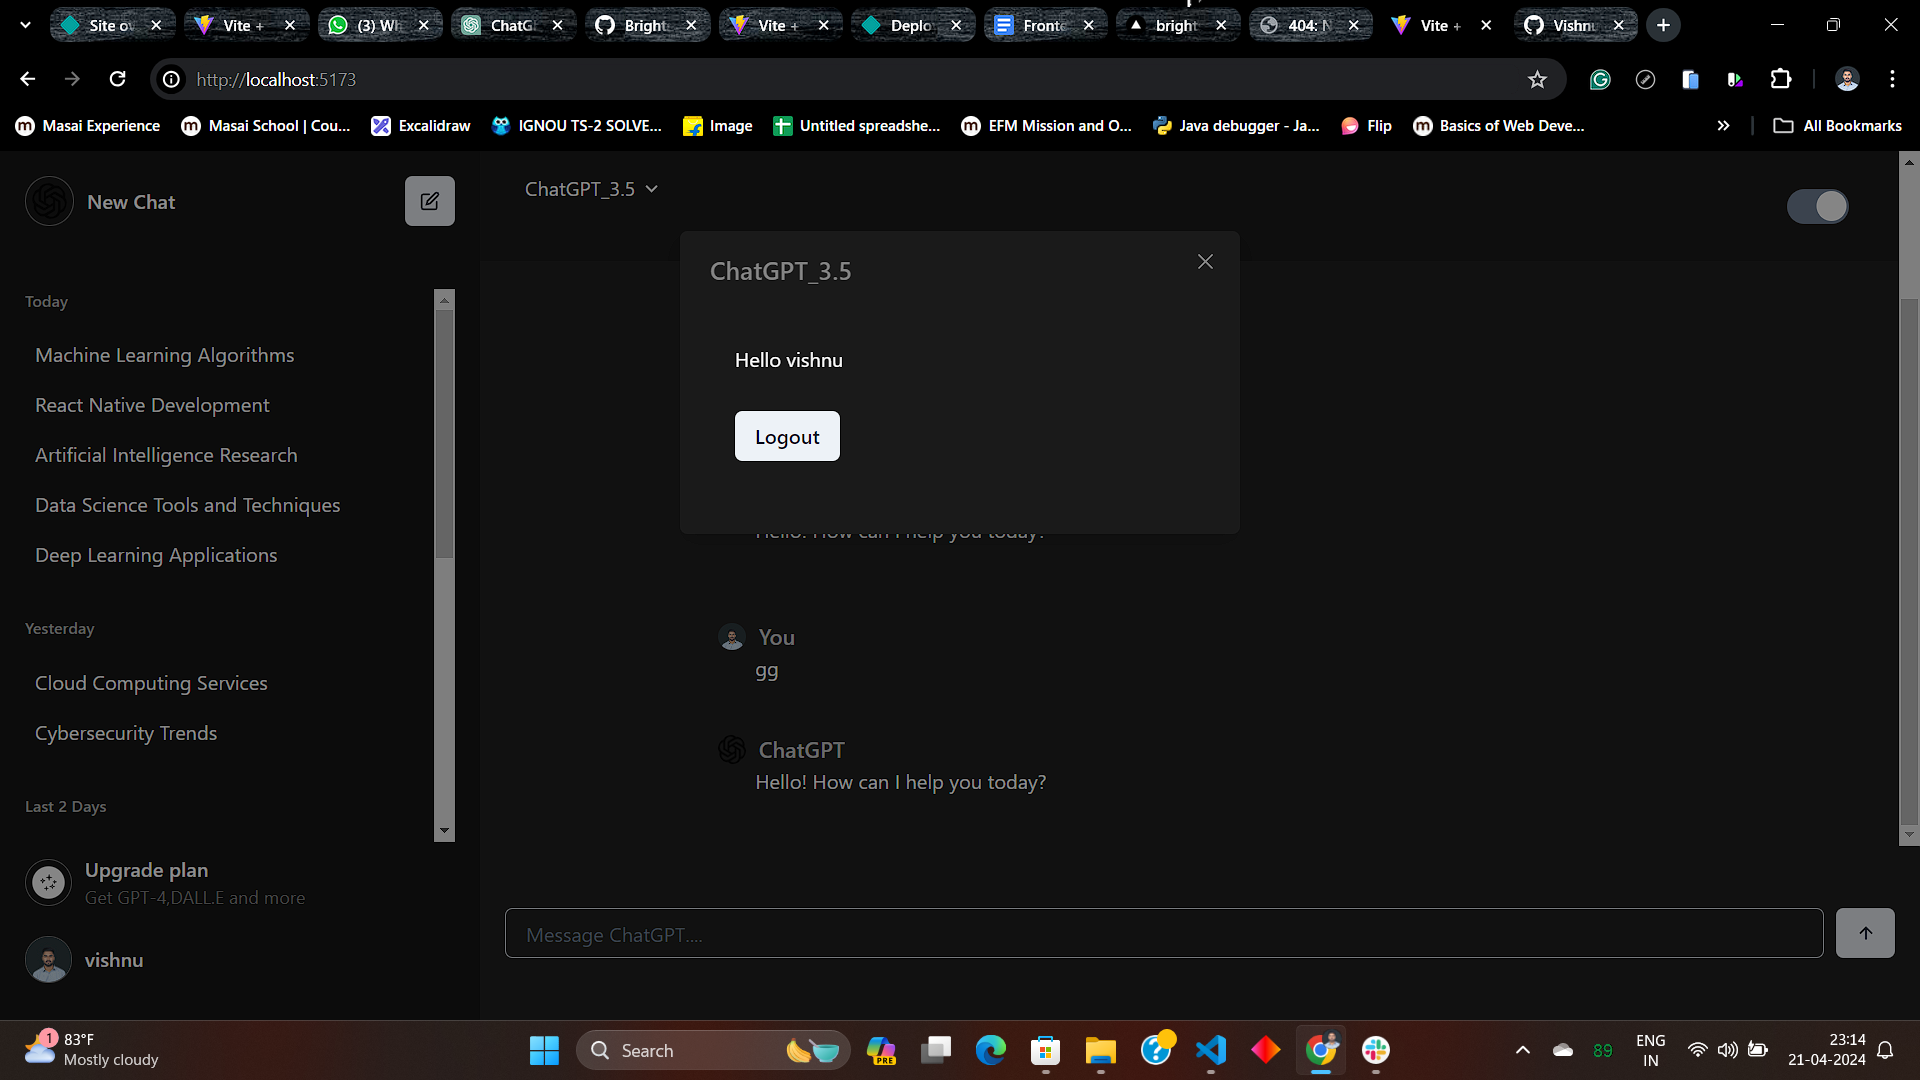 Site ov
Vite +
(3) Wh
ChatG
Bright
Vite +
Deplo
Fronte
bright
404: N
Vite +
Vishnu
http://localhost:5173
Masai Experience
Masai School | Cou...
Excalidraw
IGNOU TS-2 SOLVE...
Image
Untitled spreadshe...
EFM Mission and O...
Java debugger - Ja...
Flip
Basics of Web Deve...
All Bookmarks
New Chat
ChatGPT_3.5
ChatGPT_3.5
Hello vishnu
Logout
Today
Machine Learning Algorithms
React Native Development
Artificial Intelligence Research
Data Science Tools and Techniques
Deep Learning Applications
Yesterday
Cloud Computing Services
Cybersecurity Trends
Last 2 Days
Upgrade plan
Get GPT-4,DALL.E and more
vishnu
Hello! How can I help you today?
You
gg
ChatGPT
Hello! How can I help you today?
Message ChatGPT....
1
83°F
Mostly cloudy
Search
PRE
89
ENG
IN
23:14
21-04-2024